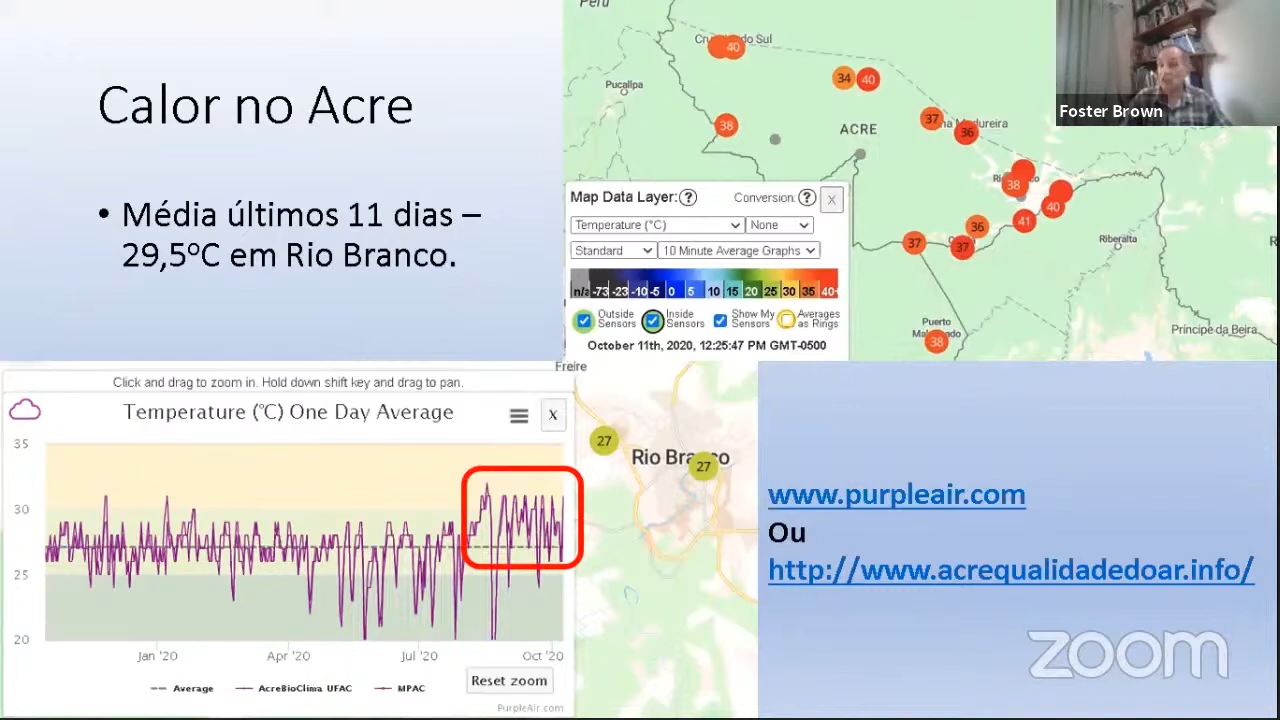 Calor no Acre
• Média últimos 11 dias –
29,5ºC em Rio Branco.
Peru
Pucallpa
40
34
40
38
ACRE
37
36
38
40
41
36
37
37
Riberalta
Puerto
38
Príncipe da Beira
Foster Brown
Map Data Layer: ?
Conversion: ?
X
Temperature (°C)
None
Standard
10 Minute Average Graphs
n/a -73 -23 -10 -5 0 5 10 15 20 25 30 35 40+
Outside Sensors
Inside Sensors
Show My Sensors
Averages as Rings
October 11th, 2020, 12:25:47 PM GMT-0500
Freire
Click and drag to zoom in. Hold down shift key and drag to pan.
Temperature (°C) One Day Average
X
35
30
25
20
Jan '20
Apr '20
Jul '20
Oct '20
Average
AcreBioClima UFAC
MPAC
Reset zoom
PurpleAir.com
27
Rio Branco
27
www.purpleair.com
Ou
http://www.acrequalidadedoar.info/
zoom